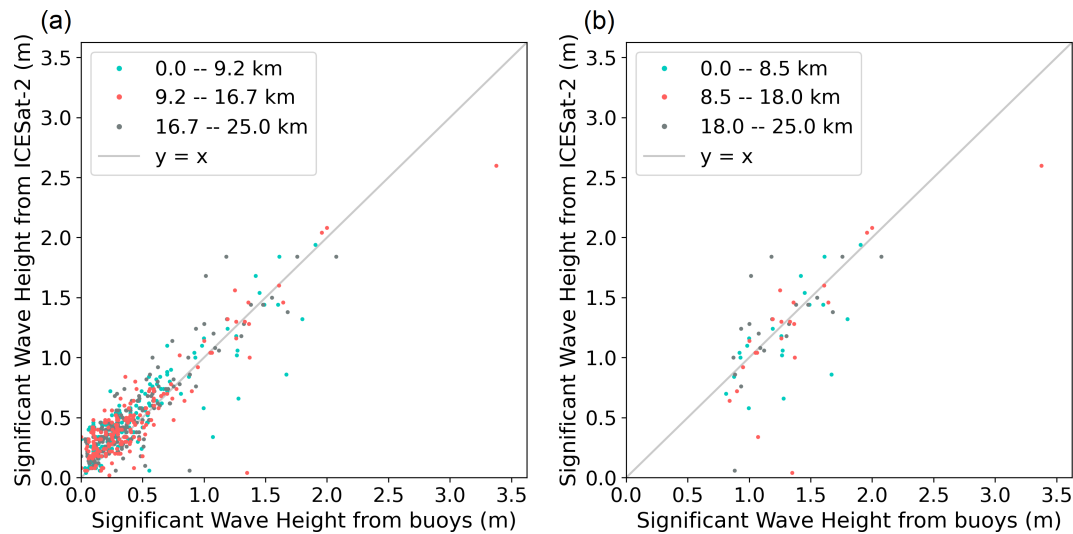 (a)
Significant Wave Height from ICESat-2 (m)
3.5
3.0
2.5
2.0
1.5
1.0
0.5
0.0
0.0 -- 9.2 km
9.2 -- 16.7 km
16.7 -- 25.0 km
y = x
0.0 0.5 1.0 1.5 2.0 2.5 3.0 3.5
Significant Wave Height from buoys (m)
(b)
Significant Wave Height from ICESat-2 (m)
3.5
3.0
2.5
2.0
1.5
1.0
0.5
0.0
0.0 -- 8.5 km
8.5 -- 18.0 km
18.0 -- 25.0 km
y = x
0.0 0.5 1.0 1.5 2.0 2.5 3.0 3.5
Significant Wave Height from buoys (m)